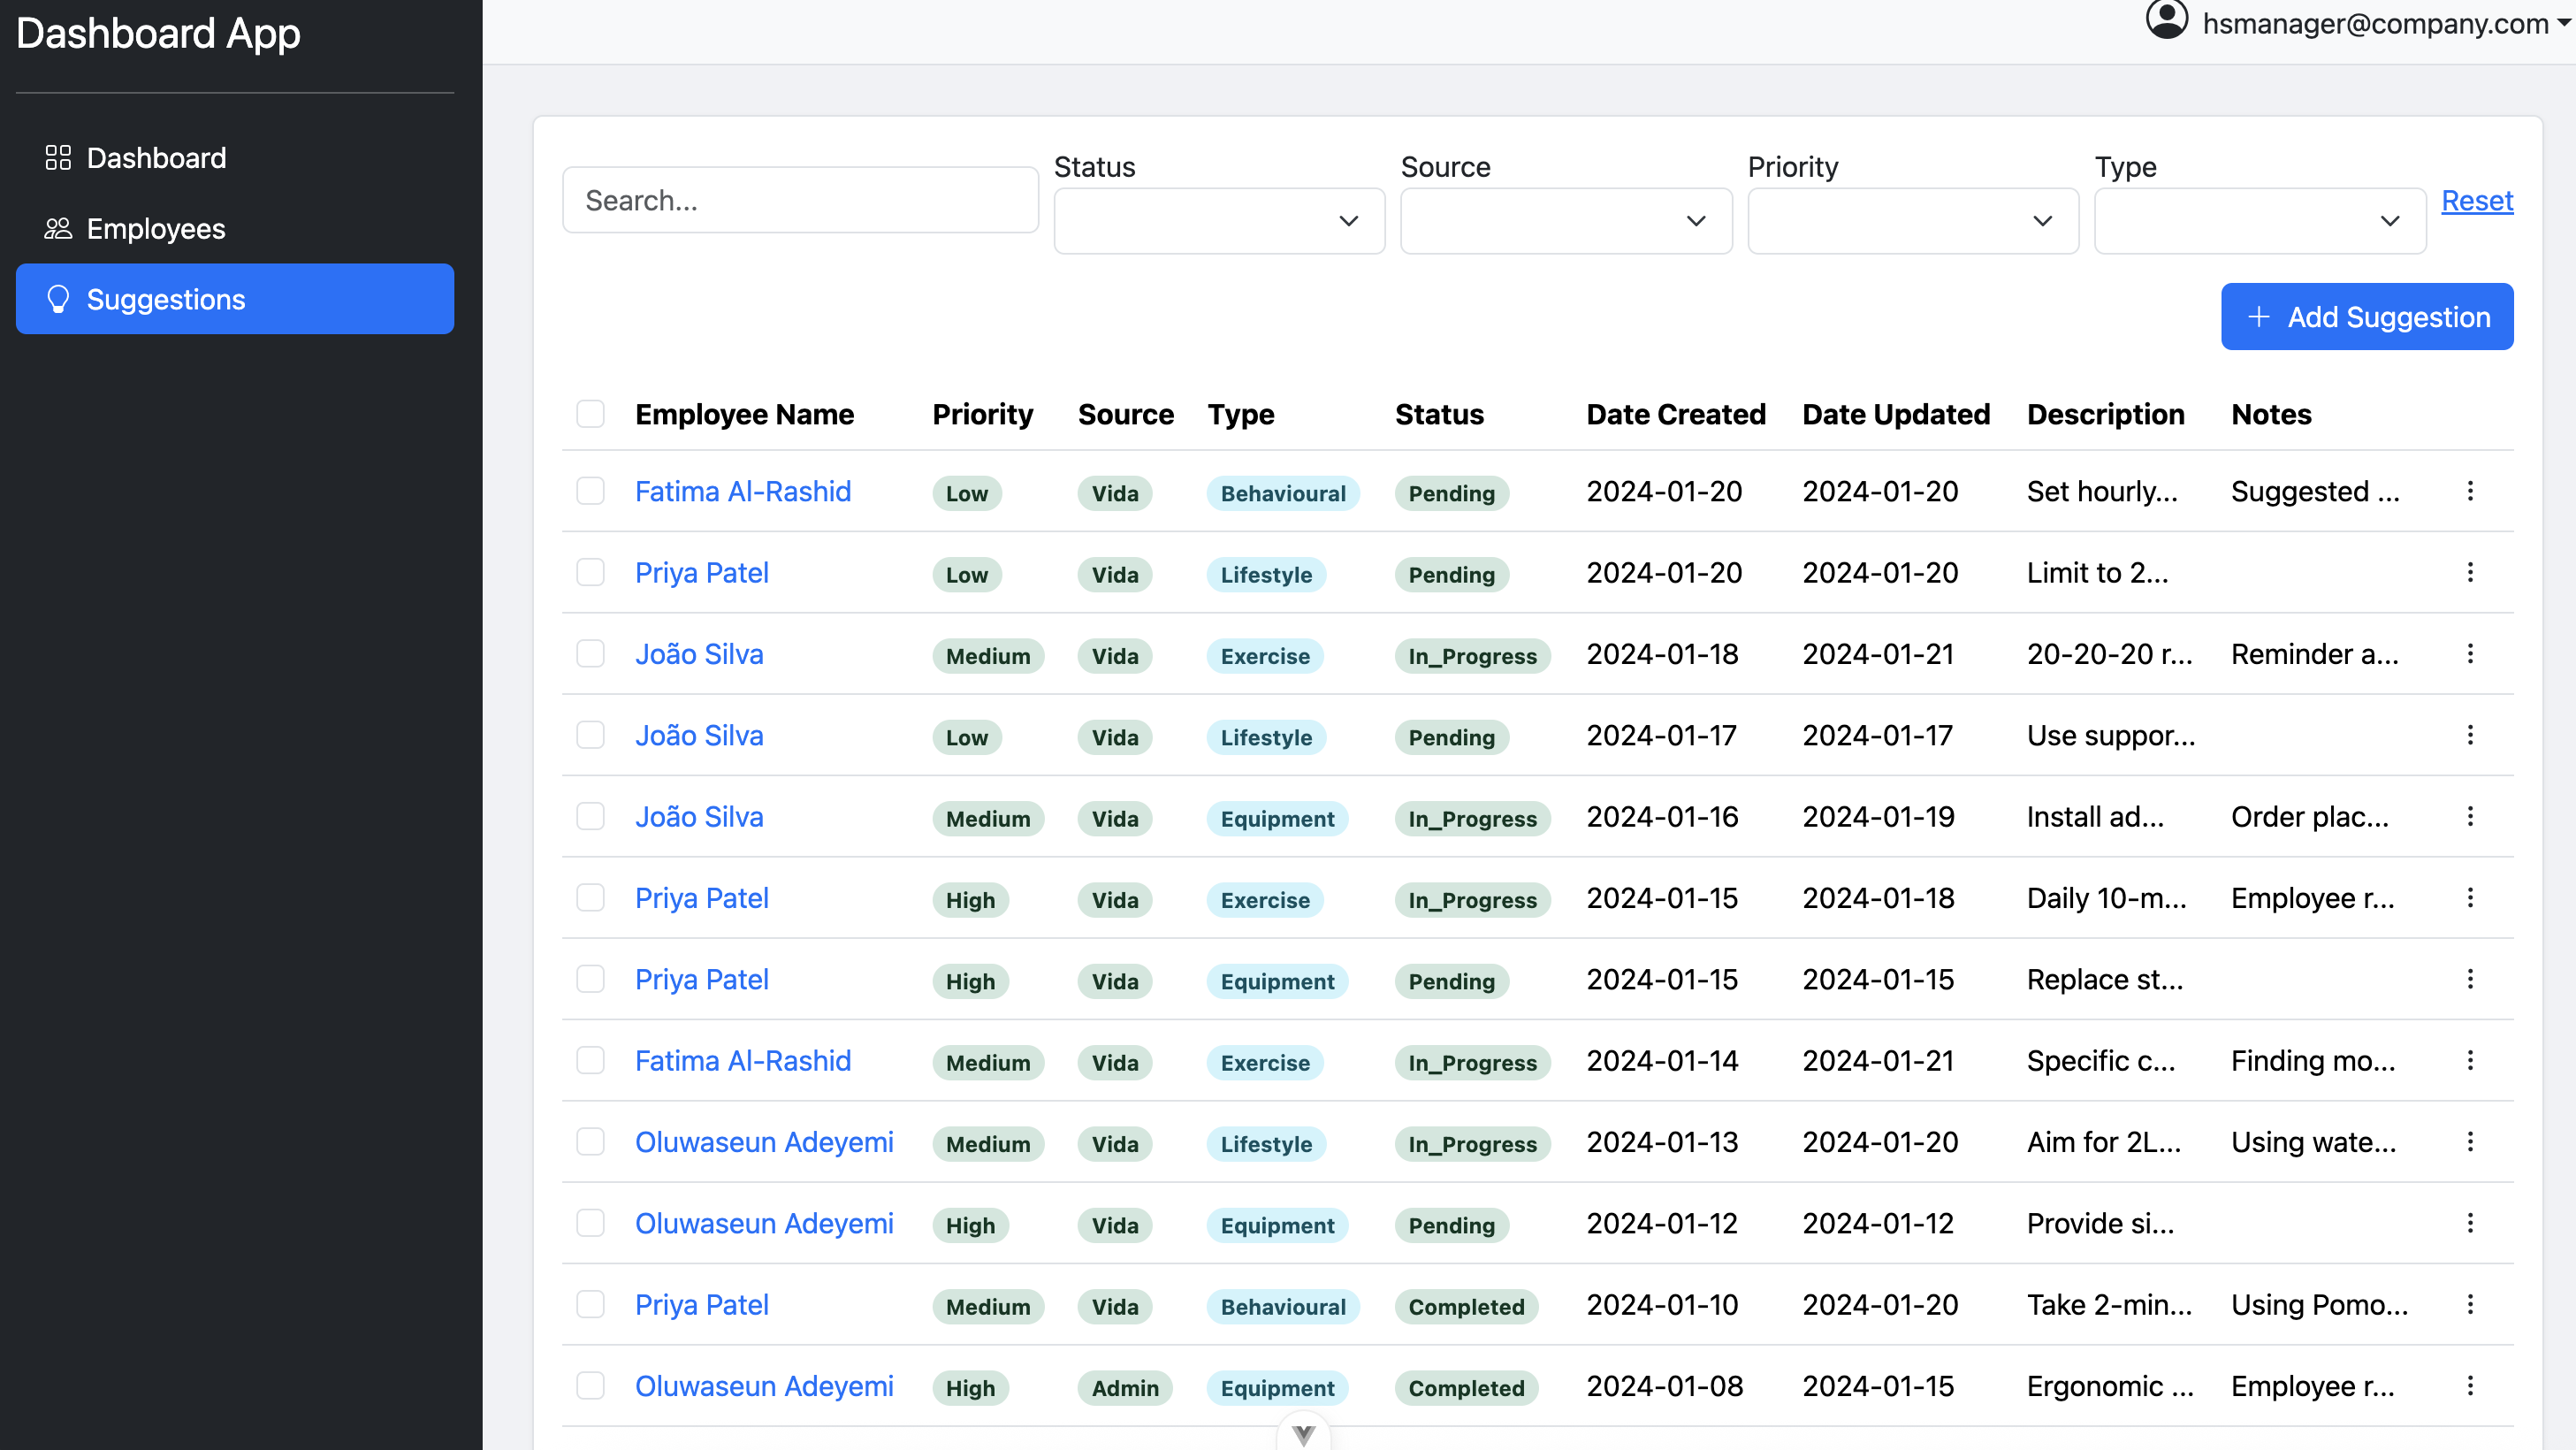 Dashboard App
hsmanager@company.com
Dashboard
Employees
Suggestions
Search...
Status
Source
Priority
Type
Reset
Add Suggestion
Employee Name Priority Source Type Status Date Created Date Updated Description Notes
Fatima Al-Rashid Low Vida Behavioural Pending 2024-01-20 2024-01-20 Set hourly... Suggested ...
Priya Patel Low Vida Lifestyle Pending 2024-01-20 2024-01-20 Limit to 2...
João Silva Medium Vida Exercise In_Progress 2024-01-18 2024-01-21 20-20-20 r... Reminder a...
João Silva Low Vida Lifestyle Pending 2024-01-17 2024-01-17 Use suppor...
João Silva Medium Vida Equipment In_Progress 2024-01-16 2024-01-19 Install ad... Order plac...
Priya Patel High Vida Exercise In_Progress 2024-01-15 2024-01-18 Daily 10-m... Employee r...
Priya Patel High Vida Equipment Pending 2024-01-15 2024-01-15 Replace st...
Fatima Al-Rashid Medium Vida Exercise In_Progress 2024-01-14 2024-01-21 Specific c... Finding mo...
Oluwaseun Adeyemi Medium Vida Lifestyle In_Progress 2024-01-13 2024-01-20 Aim for 2L... Using wate...
Oluwaseun Adeyemi High Vida Equipment Pending 2024-01-12 2024-01-12 Provide si...
Priya Patel Medium Vida Behavioural Completed 2024-01-10 2024-01-20 Take 2-min... Using Pomo...
Oluwaseun Adeyemi High Admin Equipment Completed 2024-01-08 2024-01-15 Ergonomic ... Employee r...